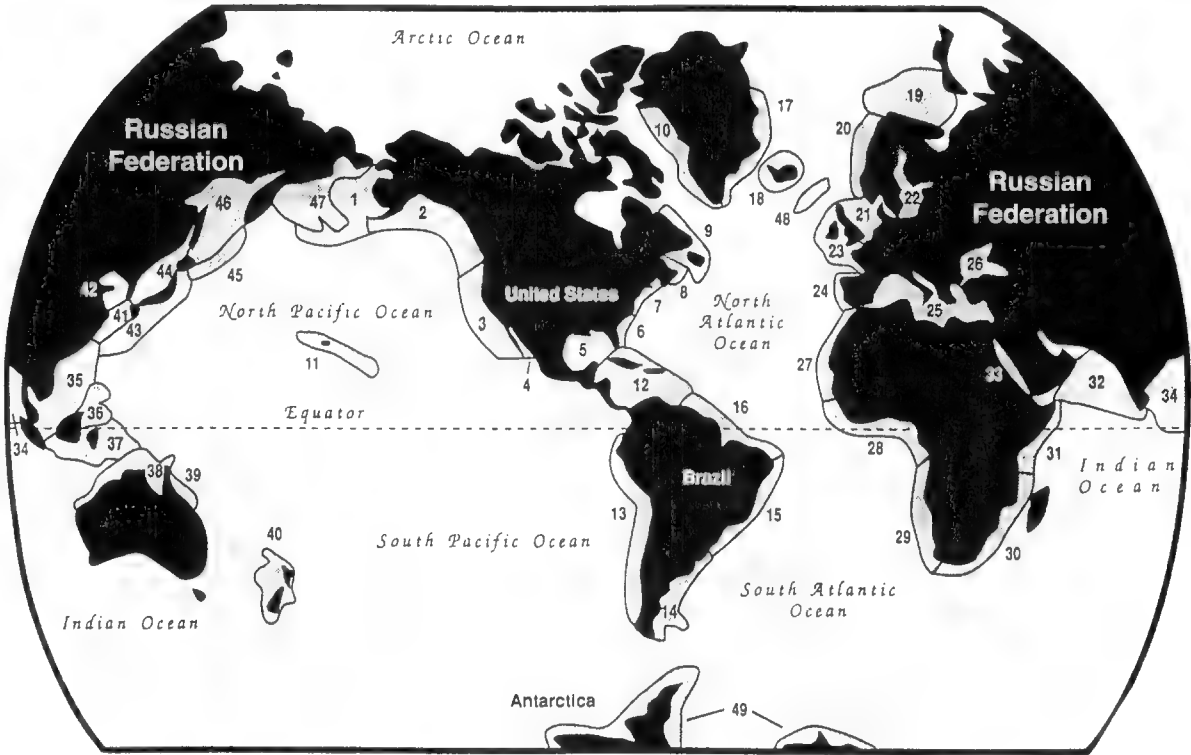 Arctic Ocean
17
19
10
20
Russian
Federation
Russian
Federation
18
48
22
21
46
47
1
2
9
23
26
45
44
42
41
43
United States
8
7
6
24
25
North Pacific Ocean
North
Atlantic
Ocean
3
5
11
4
12
27
33
32
34
35
36
16
Equator
34
37
28
31
Indian
Ocean
38
39
Brazil
13
15
29
30
40
South Pacific Ocean
South Atlantic
Ocean
14
Indian Ocean
Antarctica
49